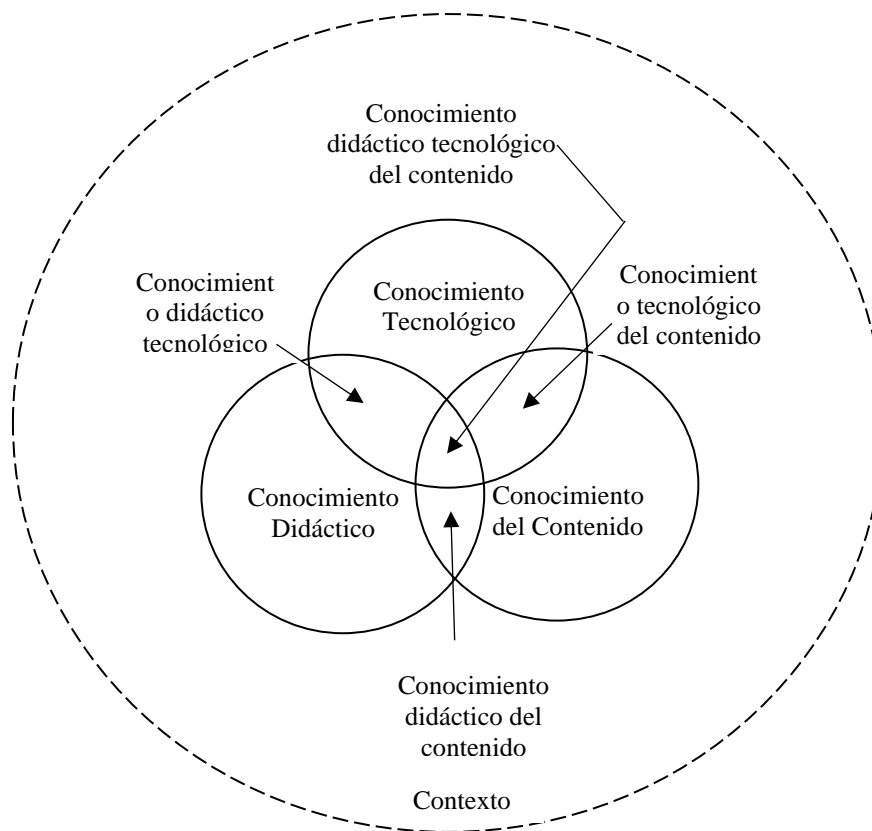 Conocimiento
didáctico tecnológico
del contenido
Conocimient
o didáctico
tecnológico
Conocimiento
Tecnológico
Conocimient
o tecnológico
del contenido
Conocimiento
Didáctico
Conocimiento
del Contenido
Conocimiento
didáctico del
contenido
Contexto